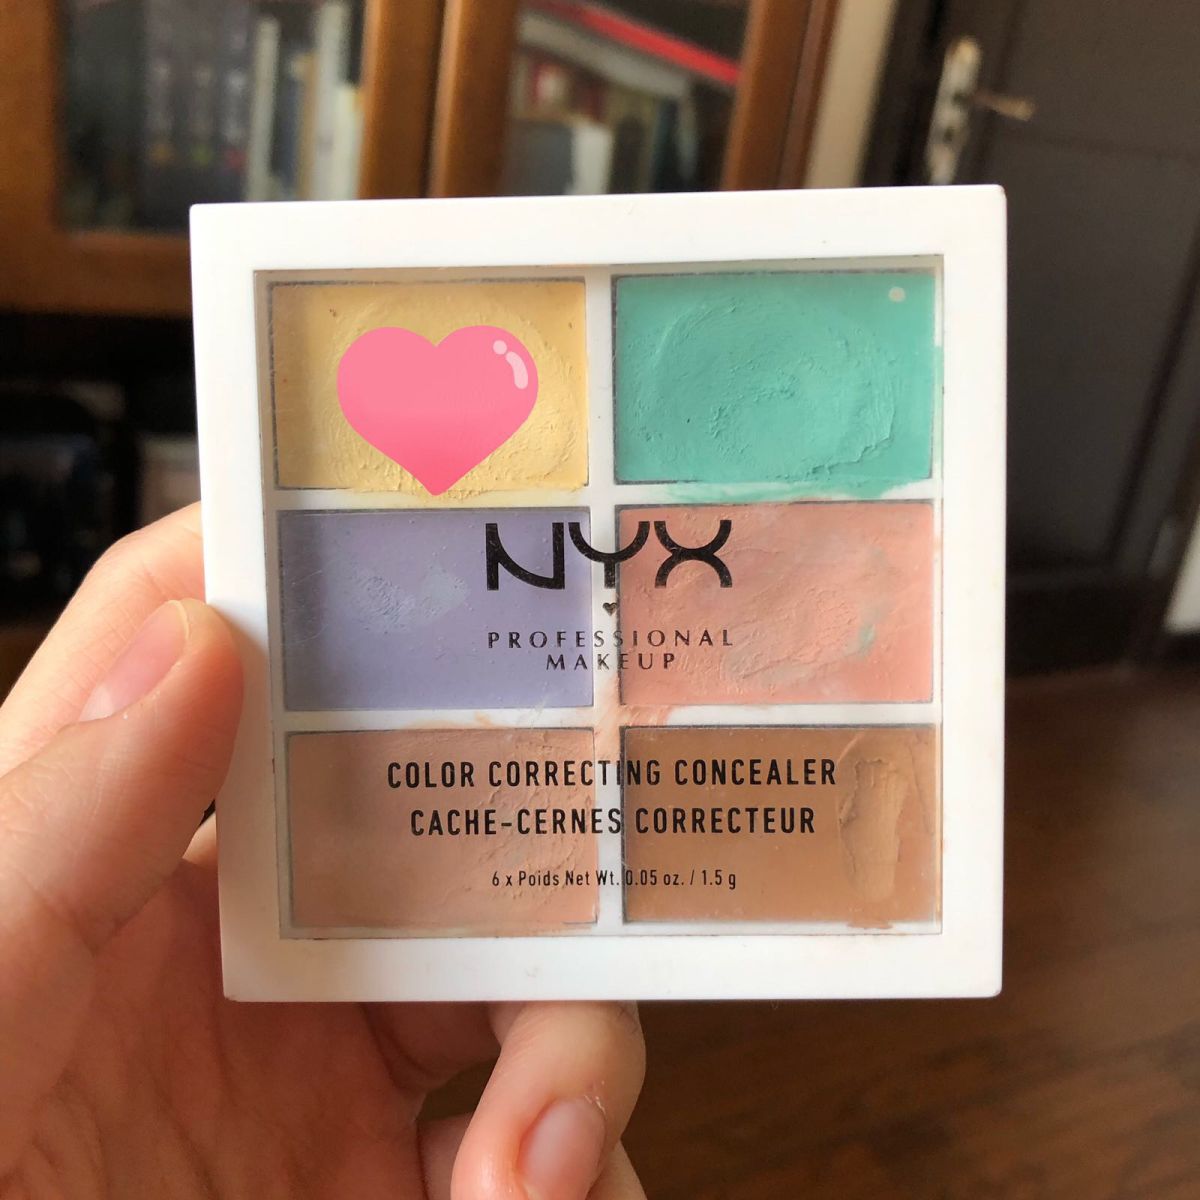 NYX
PROFESSIONAL
MAKEUP
COLOR CORRECTING CONCEALER
CACHE-CERNES CORRECTEUR
6 x Poids Net Wt. 0.05 oz. / 1.5 g